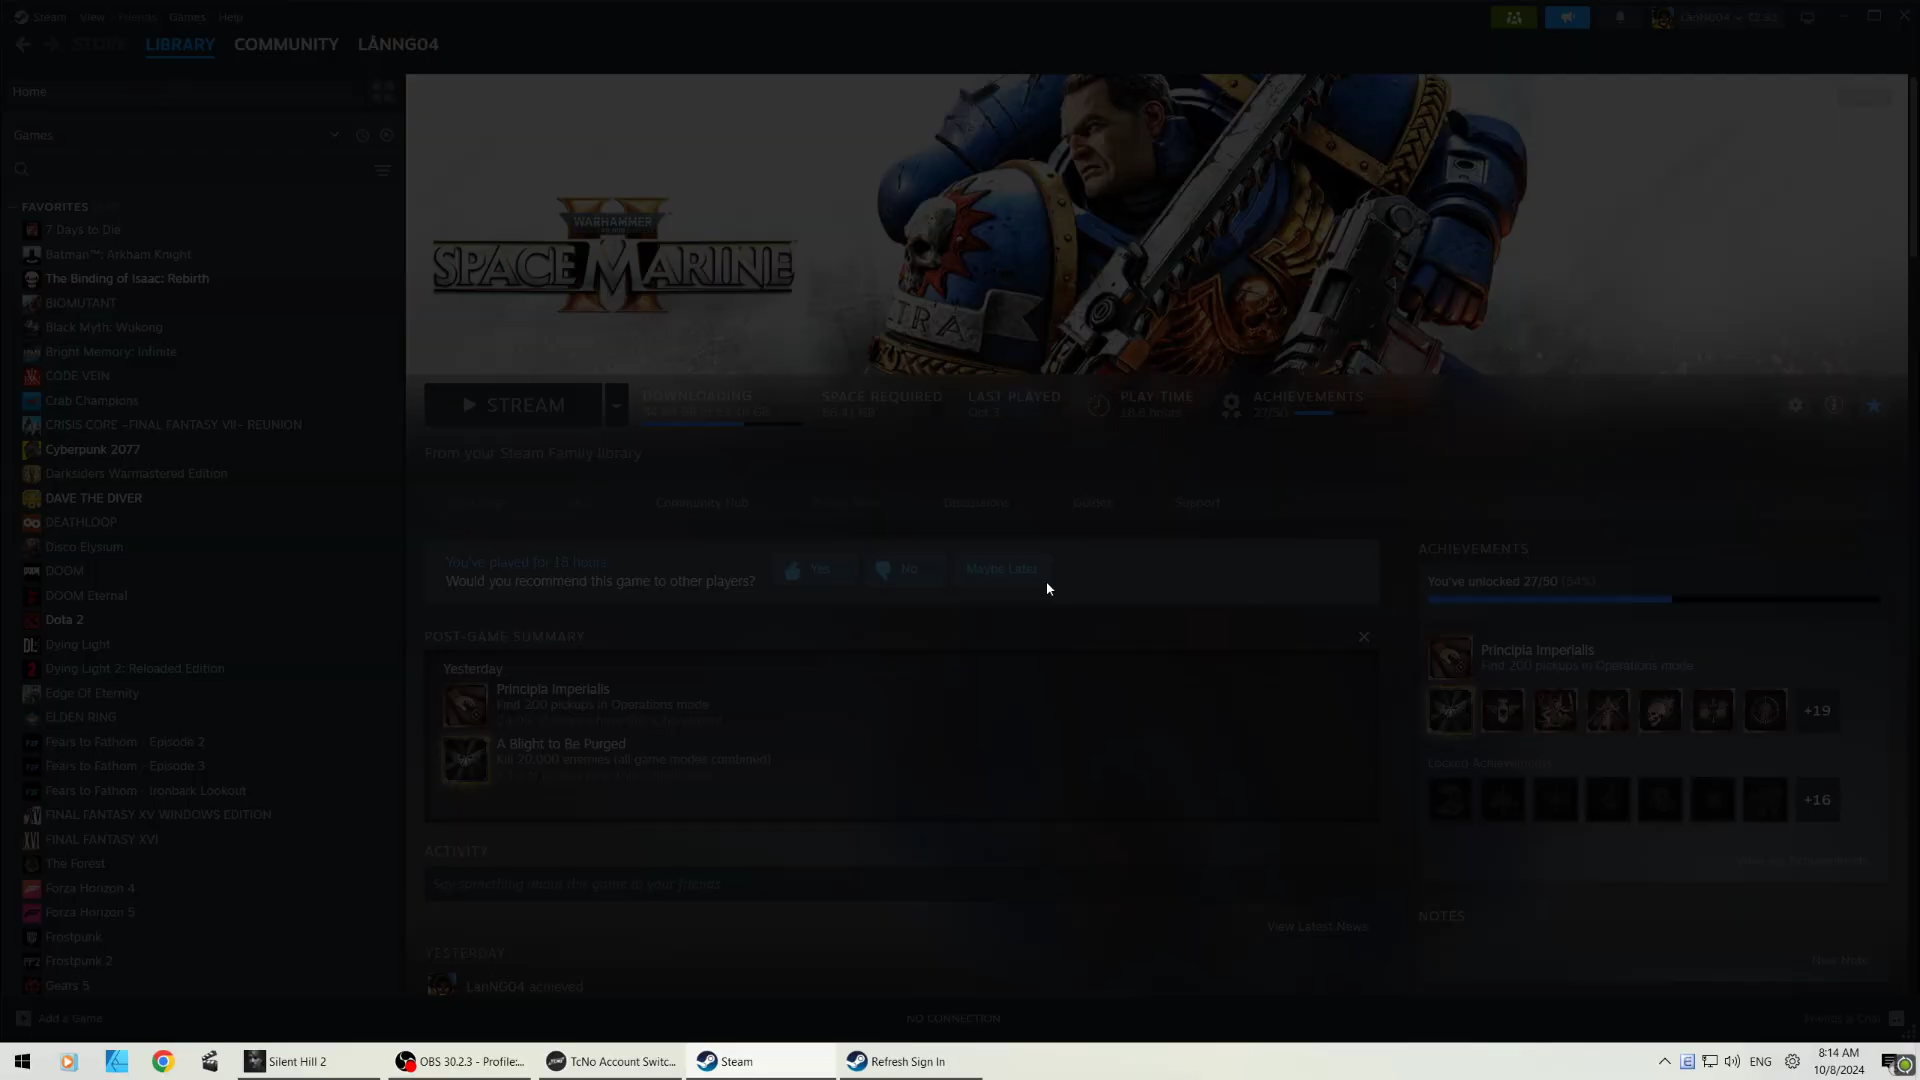 Steam View Friends Games Help
LanNG04
STORE LIBRARY COMMUNITY LÅNNG04
Home
Games
FAVORITES
7 Days to Die
Batman™: Arkham Knight
The Binding of Isaac: Rebirth
BIOMUTANT
Black Myth: Wukong
Bright Memory: Infinite
CODE VEIN
Crab Champions
CRISIS CORE –FINAL FANTASY VII– REUNION
Cyberpunk 2077
Darksiders Warmastered Edition
DAVE THE DIVER
DEATHLOOP
Disco Elysium
DOOM
DOOM Eternal
Dota 2
Dying Light
Dying Light 2: Reloaded Edition
Edge Of Eternity
ELDEN RING
Fears to Fathom - Episode 2
Fears to Fathom - Episode 3
Fears to Fathom - Ironbark Lookout
FINAL FANTASY XV WINDOWS EDITION
FINAL FANTASY XVI
The Forest
Forza Horizon 4
Forza Horizon 5
Frostpunk
Frostpunk 2
Gears 5
Add a Game
WARHAMMER
SPACE MARINE
II
STREAM
DOWNLOADING
SPACE REQUIRED
LAST PLAYED
Oct 3
PLAY TIME
18.6 hours
ACHIEVEMENTS
27/50
From your Steam Family library
Community Hub Discussions Guides Support
You've played for 18 hours
Would you recommend this game to other players?
Yes No Maybe Later
POST-GAME SUMMARY
Yesterday
Principia Imperialis
Find 200 pickups in Operations mode
A Blight to Be Purged
Kill 20,000 enemies (all game modes combined)
ACTIVITY
Say something about this game to your friends
View Latest News
YESTERDAY
LanNG04 achieved
ACHIEVEMENTS
You've unlocked 27/50 (54%)
Principia Imperialis
Find 200 pickups in Operations mode
+19
Locked Achievements
+16
NOTES
NO CONNECTION
Friends & Chat
Silent Hill 2
OBS 30.2.3 - Profile:...
TcNo Account Switc...
Steam
Refresh Sign In
ENG
8:14 AM
10/8/2024